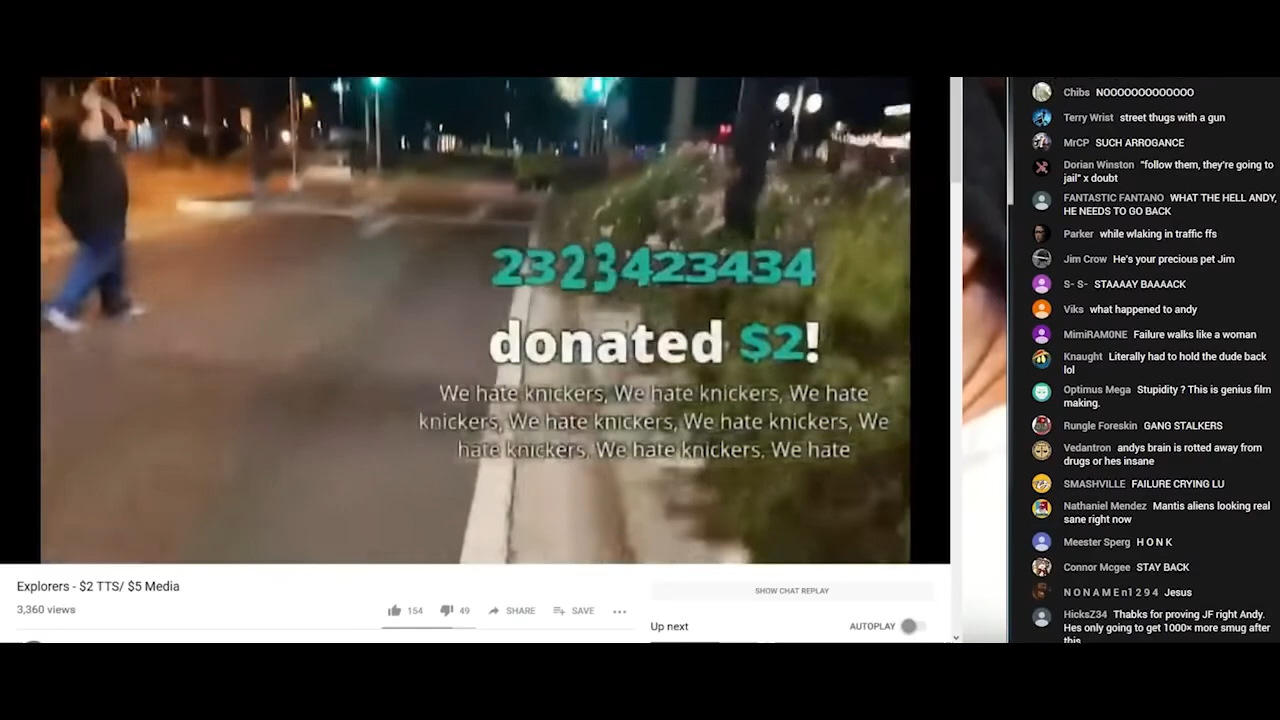 2323423434
donated $2!
We hate knickers, We hate knickers, We hate
knickers, We hate knickers, We hate knickers, We
hate knickers, We hate knickers, We hate
Explorers - $2 TTS/ $5 Media
3,360 views
154 49 SHARE SAVE
SHOW CHAT REPLAY
Up next AUTOPLAY
Chibs NOOOOOOOOOOOOO
Terry Wrist street thugs with a gun
MrCP SUCH ARROGANCE
Dorian Winston "follow them, they're going to
jail" x doubt
FANTASTIC FANTANO WHAT THE HELL ANDY,
HE NEEDS TO GO BACK
Parker while wlaking in traffic ffs
Jim Crow He's your precious pet Jim
S- S- STAAAAY BAAAACK
Viks what happened to andy
MimiRAM0NE Failure walks like a woman
Knaught Literally had to hold the dude back
lol
Optimus Mega Stupidity ? This is genius film
making.
Rungle Foreskin GANG STALKERS
Vedantron andys brain is rotted away from
drugs or hes insane
SMASHVILLE FAILURE CRYING LU
Nathaniel Mendez Mantis aliens looking real
sane right now
Meester Sperg H O N K
Connor Mcgee STAY BACK
N O N A M E n 1 2 9 4 Jesus
HicksZ34 Thabks for proving JF right Andy.
Hes only going to get 1000× more smug after
this